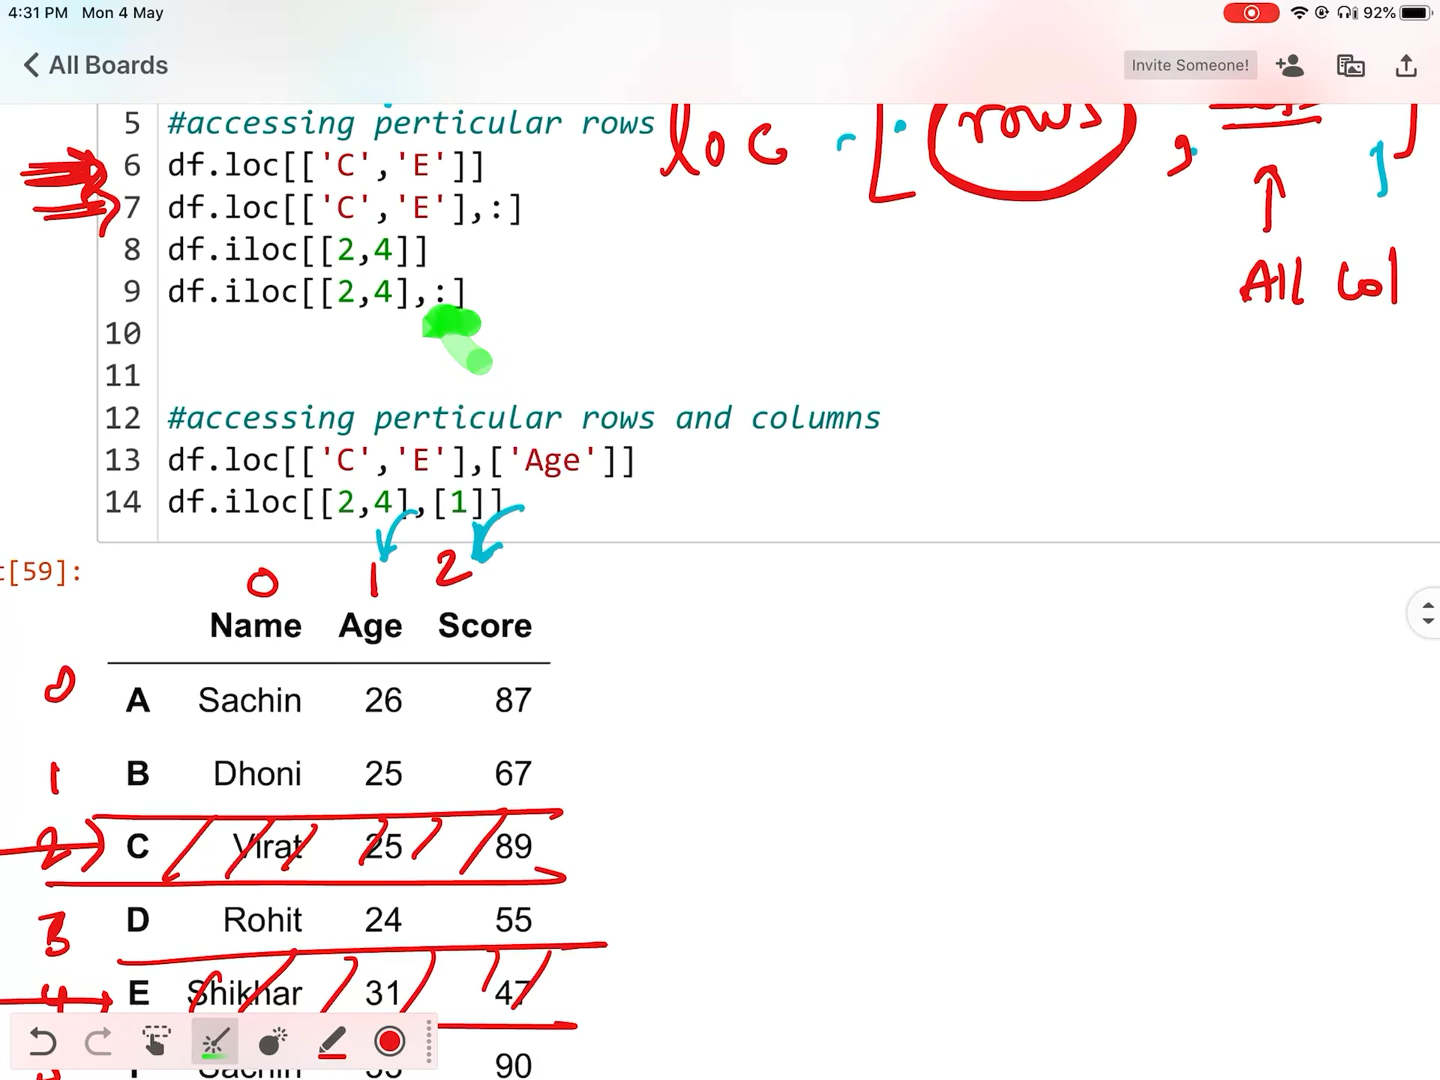 4:31 PM Mon 4 May 92%
All Boards
Invite Someone!
5 #accessing perticular rows
loc [ rows , ]
6 df.loc[['C','E']]
7 df.loc[['C','E'],:]
8 df.iloc[[2,4]]
9 df.iloc[[2,4],:]
All Col
10
11
12 #accessing perticular rows and columns
13 df.loc[['C','E'],['Age']]
14 df.iloc[[2,4],[1]]
0 1 2
t[59]:
Name Age Score
0 A Sachin 26 87
1 B Dhoni 25 67
2 C Virat 25 89
3 D Rohit 24 55
4 E Shikhar 31 47
Sachin 90